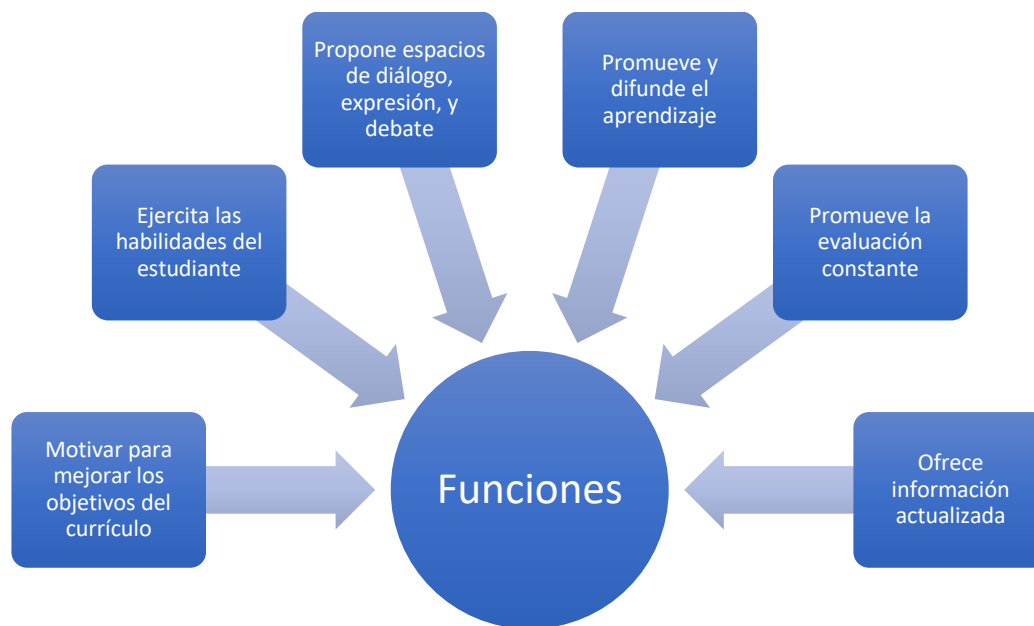 Propone espacios
de diálogo,
expresión, y
debate
Promueve y
difunde el
aprendizaje
Ejercita las
habilidades del
estudiante
Promueve la
evaluación
constante
Motivar para
mejorar los
objetivos del
currículo
Funciones
Ofrece
información
actualizada